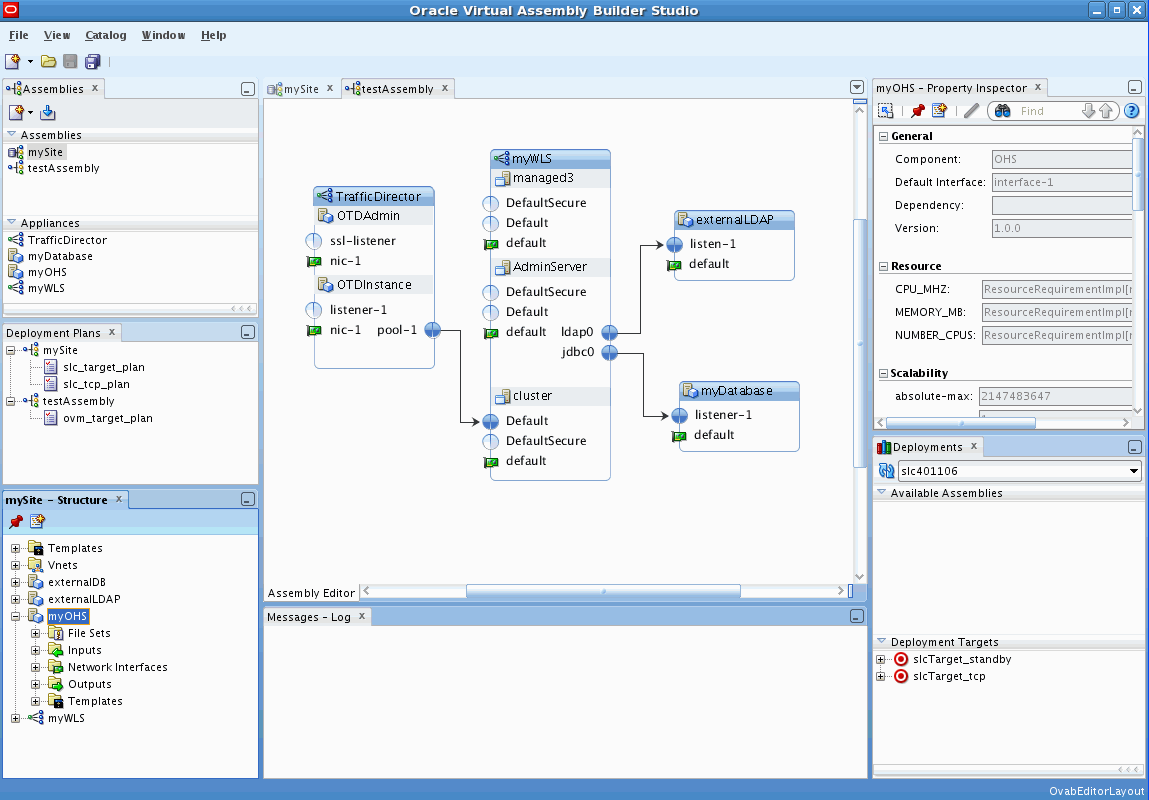 Oracle Virtual Assembly Builder Studio
File View Catalog Window Help
Assemblies
Assemblies
mySite
testAssembly
Appliances
TrafficDirector
myDatabase
myOHS
myWLS
Deployment Plans
mySite
slc_target_plan
slc_tcp_plan
testAssembly
ovm_target_plan
mySite - Structure
Templates
Vnets
externalDB
externalLDAP
myOHS
File Sets
Inputs
Network Interfaces
Outputs
Templates
myWLS
mySite testAssembly
TrafficDirector
OTDAdmin
ssl-listener
nic-1
OTDInstance
listener-1
nic-1 pool-1
myWLS
managed3
DefaultSecure
Default
default
AdminServer
DefaultSecure
Default
default ldap0
jdbc0
cluster
Default
DefaultSecure
default
externalLDAP
listen-1
default
myDatabase
listener-1
default
Assembly Editor
Messages - Log
myOHS - Property Inspector
Find
General
Component: OHS
Default Interface: interface-1
Dependency:
Version: 1.0.0
Resource
CPU_MHZ: ResourceRequirementImpl[r
MEMORY_MB: ResourceRequirementImpl[r
NUMBER_CPUS: ResourceRequirementImpl[r
Scalability
absolute-max: 2147483647
Deployments
slc401106
Available Assemblies
Deployment Targets
slcTarget_standby
slcTarget_tcp
OvabEditorLayout